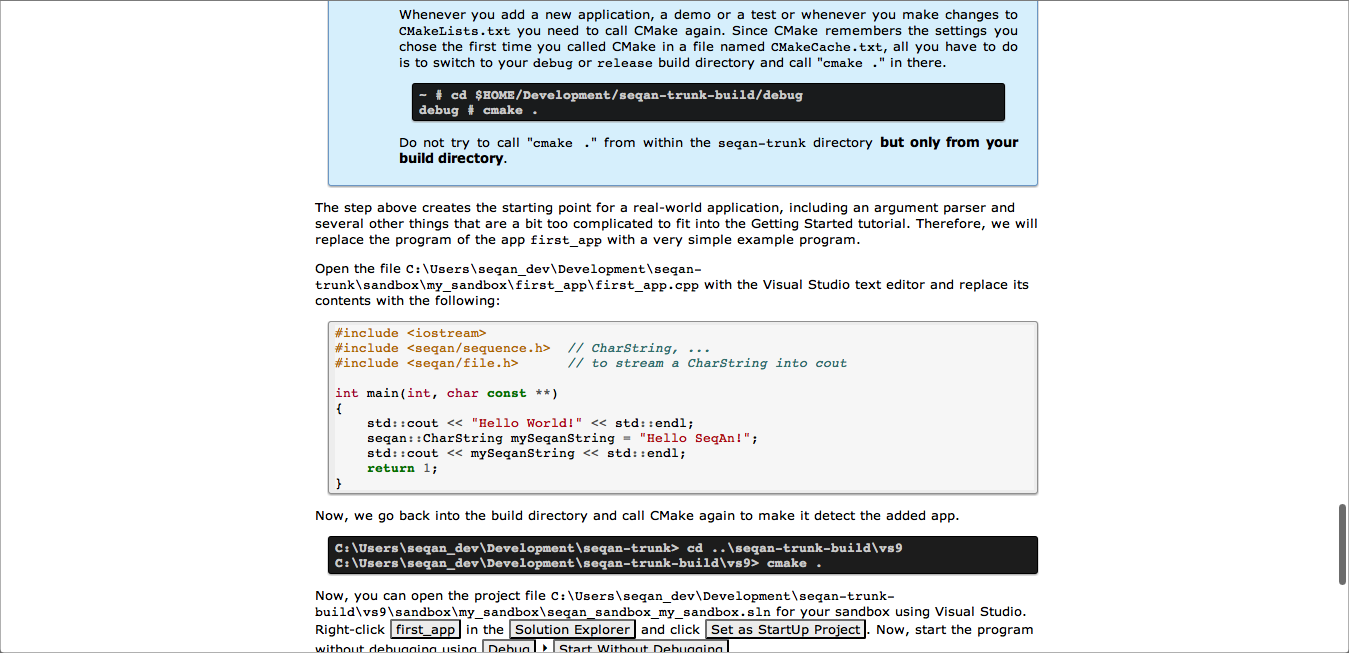 Whenever you add a new application, a demo or a test or whenever you make changes to
CMakeLists.txt you need to call CMake again. Since CMake remembers the settings you
chose the first time you called CMake in a file named CMakeCache.txt, all you have to do
is to switch to your debug or release build directory and call "cmake ." in there.
~ # cd $HOME/Development/seqan-trunk-build/debug
debug # cmake .
Do not try to call "cmake ." from within the seqan-trunk directory but only from your
build directory.
The step above creates the starting point for a real-world application, including an argument parser and
several other things that are a bit too complicated to fit into the Getting Started tutorial. Therefore, we will
replace the program of the app first_app with a very simple example program.
Open the file C:\Users\seqan_dev\Development\seqan-
trunk\sandbox\my_sandbox\first_app\first_app.cpp with the Visual Studio text editor and replace its
contents with the following:
#include <iostream>
#include <seqan/sequence.h>  // CharString, ...
#include <seqan/file.h>      // to stream a CharString into cout
int main(int, char const **)
{
    std::cout << "Hello World!" << std::endl;
    seqan::CharString mySeqanString = "Hello SeqAn!";
    std::cout << mySeqanString << std::endl;
    return 1;
}
Now, we go back into the build directory and call CMake again to make it detect the added app.
C:\Users\seqan_dev\Development\seqan-trunk> cd ..\seqan-trunk-build\vs9
C:\Users\seqan_dev\Development\seqan-trunk-build\vs9> cmake .
Now, you can open the project file C:\Users\seqan_dev\Development\seqan-trunk-
build\vs9\sandbox\my_sandbox\seqan_sandbox_my_sandbox.sln for your sandbox using Visual Studio.
Right-click first_app in the Solution Explorer and click Set as StartUp Project. Now, start the program
without debugging using Debug ‣ Start Without Debugging